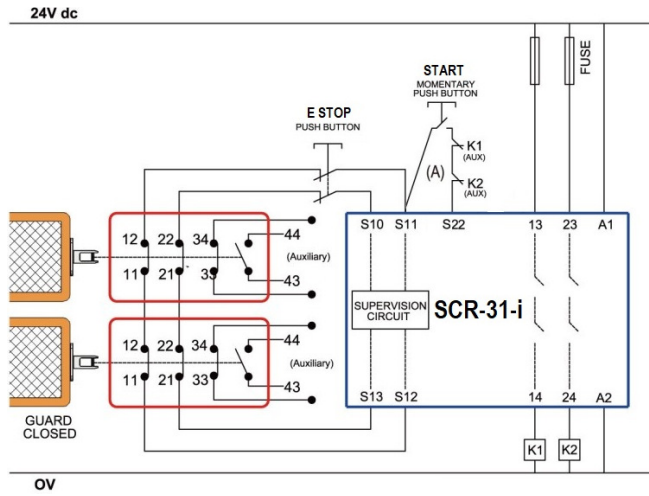 24V dc
START
MOMENTARY
PUSH BUTTON
FUSE
E STOP
PUSH BUTTON
K1
(AUX)
(A)
K2
(AUX)
12 22 34 44
(Auxiliary)
11 21 33 43
S10 S11 S22 13 23 A1
SUPERVISION
CIRCUIT
SCR-31-i
12 22 34 44
(Auxiliary)
11 21 33 43
S13 S12 14 24 A2
GUARD
CLOSED
K1 K2
OV